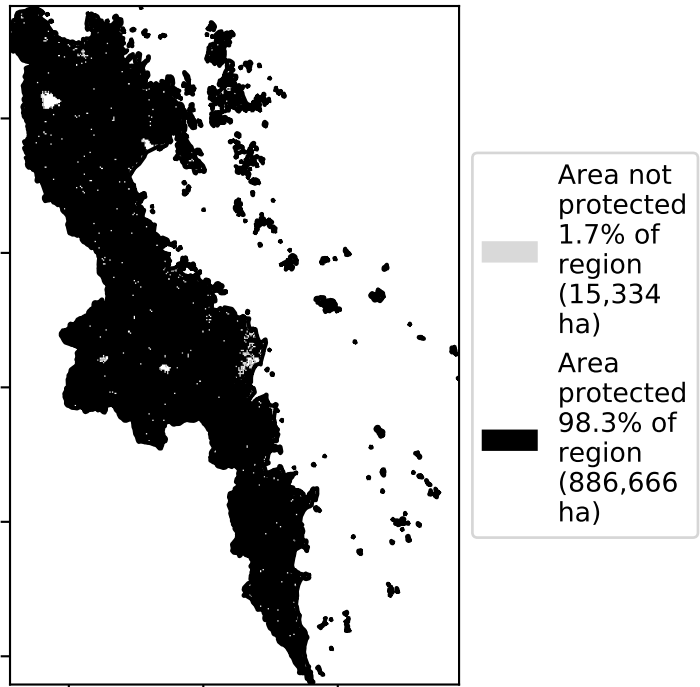 Area not
protected
1.7% of
region
(15,334
ha)
Area
protected
98.3% of
region
(886,666
ha)